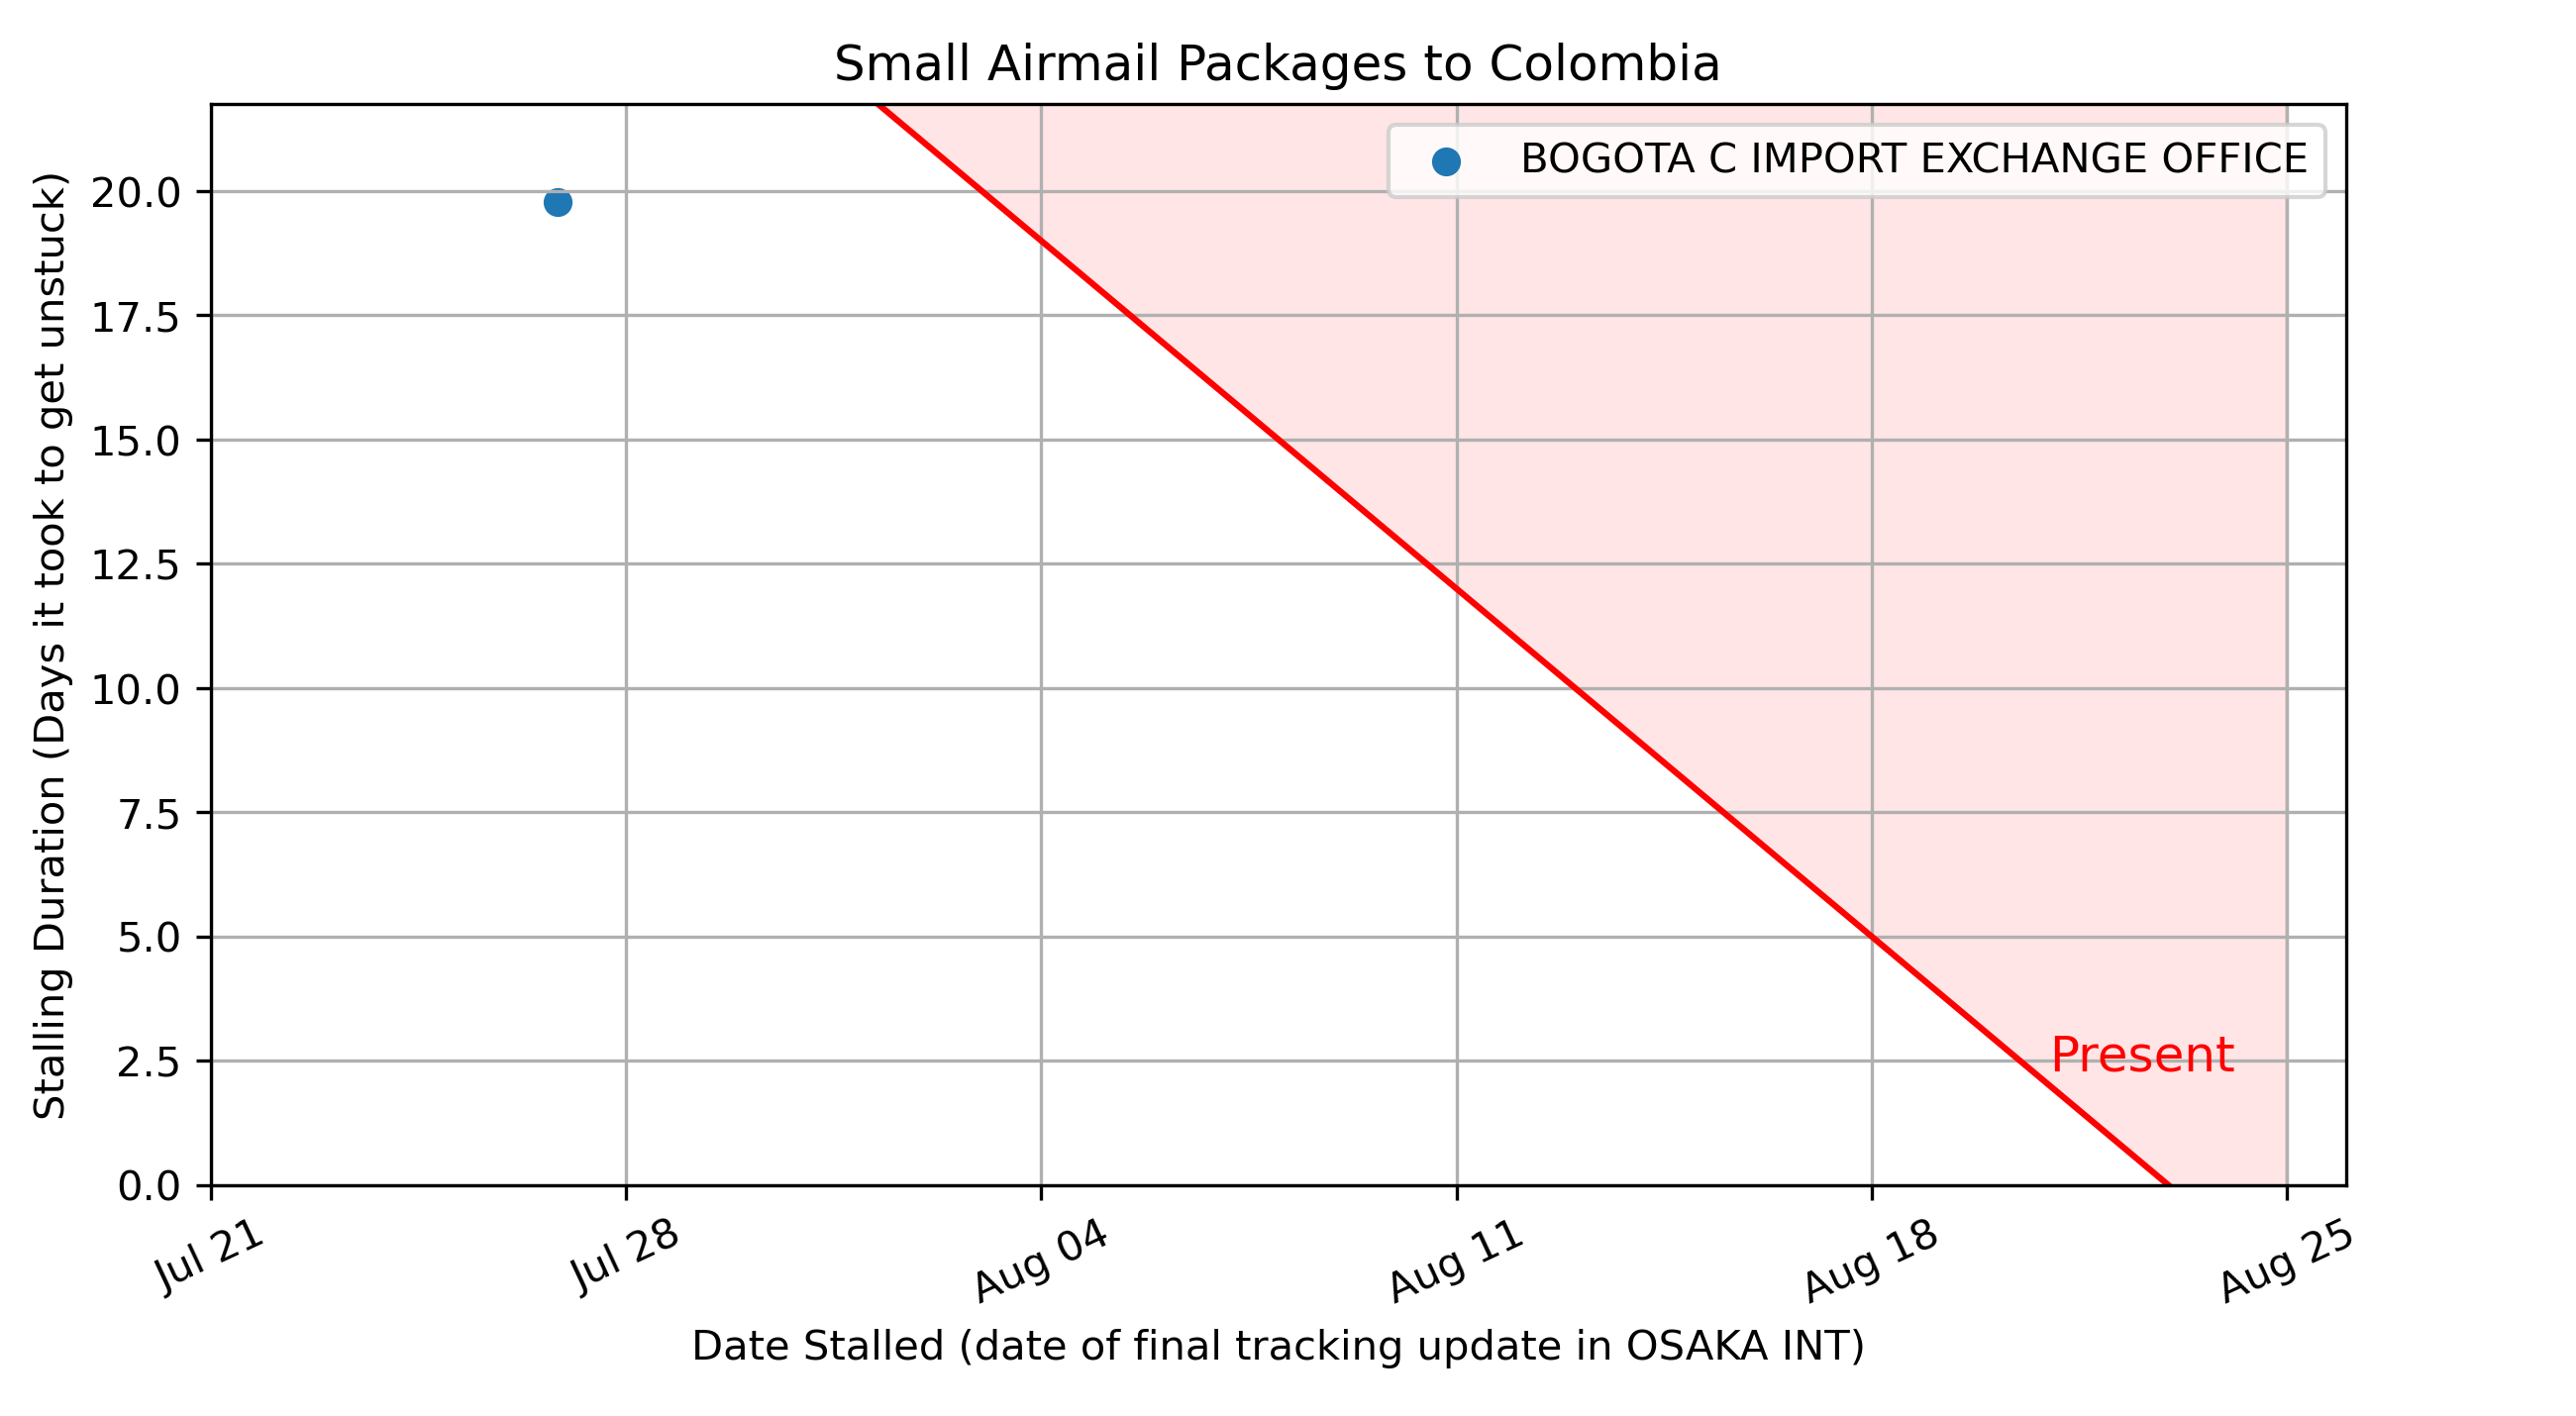 Small Airmail Packages to Colombia
BOGOTA C IMPORT EXCHANGE OFFICE
Stalling Duration (Days it took to get unstuck)
20.0
17.5
15.0
12.5
10.0
7.5
5.0
2.5
0.0
Present
Jul 21
Jul 28
Aug 04
Aug 11
Aug 18
Aug 25
Date Stalled (date of final tracking update in OSAKA INT)